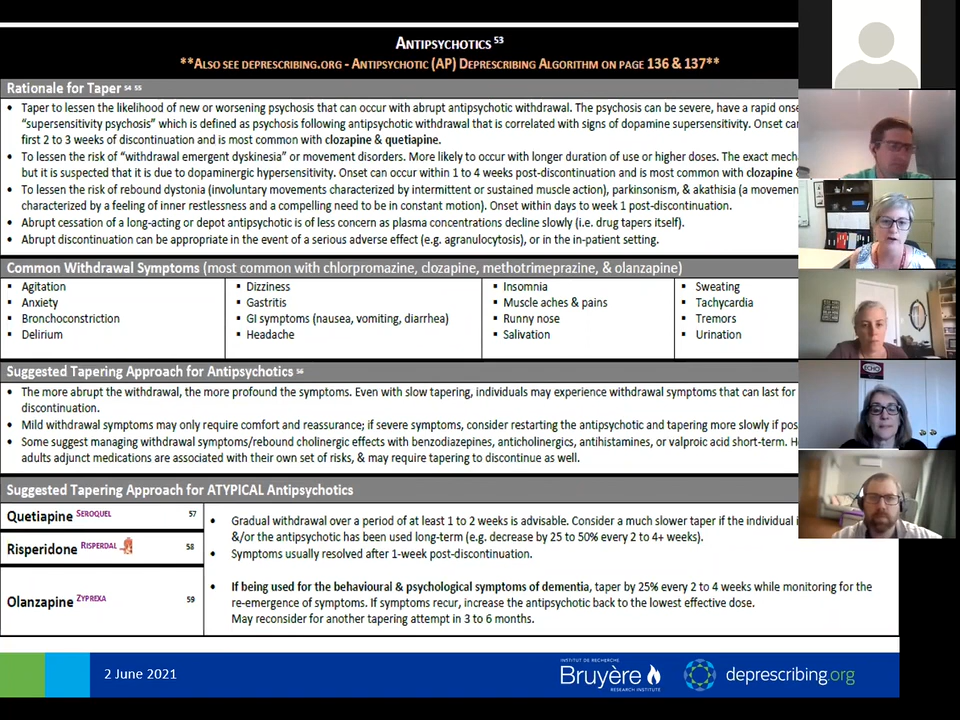 ANTIPSYCHOTICS 53
**ALSO SEE DEPRESCRIBING.ORG - ANTIPSYCHOTIC (AP) DEPRESCRIBING ALGORITHM ON PAGE 136 & 137**
Rationale for Taper 54 55
• Taper to lessen the likelihood of new or worsening psychosis that can occur with abrupt antipsychotic withdrawal. The psychosis can be severe, have a rapid
"supersensitivity psychosis" which is defined as psychosis following antipsychotic withdrawal that is correlated with signs of dopamine supersensitivity. Onset
first 2 to 3 weeks of discontinuation and is most common with clozapine & quetiapine.
• To lessen the risk of "withdrawal emergent dyskinesia" or movement disorders. More likely to occur with longer duration of use or higher doses. The exact
but it is suspected that it is due to dopaminergic hypersensitivity. Onset can occur within 1 to 4 weeks post-discontinuation and is most common with clozapine
• To lessen the risk of rebound dystonia (involuntary movements characterized by intermittent or sustained muscle action), parkinsonism, & akathisia (a movement
characterized by a feeling of inner restlessness and a compelling need to be in constant motion). Onset within days to week 1 post-discontinuation.
• Abrupt cessation of a long-acting or depot antipsychotic is of less concern as plasma concentrations decline slowly (i.e. drug tapers itself).
• Abrupt discontinuation can be appropriate in the event of a serious adverse effect (e.g. agranulocytosis), or in the in-patient setting.
Common Withdrawal Symptoms (most common with chlorpromazine, clozapine, methotrimeprazine, & olanzapine)
▪ Agitation
▪ Anxiety
▪ Bronchoconstriction
▪ Delirium
▪ Dizziness
▪ Gastritis
▪ GI symptoms (nausea, vomiting, diarrhea)
▪ Headache
▪ Insomnia
▪ Muscle aches & pains
▪ Runny nose
▪ Salivation
▪ Sweating
▪ Tachycardia
▪ Tremors
▪ Urination
Suggested Tapering Approach for Antipsychotics 56
• The more abrupt the withdrawal, the more profound the symptoms. Even with slow tapering, individuals may experience withdrawal symptoms that can last for
discontinuation.
• Mild withdrawal symptoms may only require comfort and reassurance; if severe symptoms, consider restarting the antipsychotic and tapering more slowly if
• Some suggest managing withdrawal symptoms/rebound cholinergic effects with benzodiazepines, anticholinergics, antihistamines, or valproic acid short-term.
adults adjunct medications are associated with their own set of risks, & may require tapering to discontinue as well.
Suggested Tapering Approach for ATYPICAL Antipsychotics
Quetiapine SEROQUEL 57
Risperidone RISPERDAL 58
Olanzapine ZYPREXA 59
• Gradual withdrawal over a period of at least 1 to 2 weeks is advisable. Consider a much slower taper if the individual
&/or the antipsychotic has been used long-term (e.g. decrease by 25 to 50% every 2 to 4+ weeks).
• Symptoms usually resolved after 1-week post-discontinuation.
• If being used for the behavioural & psychological symptoms of dementia, taper by 25% every 2 to 4 weeks while monitoring for the
re-emergence of symptoms. If symptoms recur, increase the antipsychotic back to the lowest effective dose.
May reconsider for another tapering attempt in 3 to 6 months.
2 June 2021
INSTITUT DE RECHERCHE
Bruyère
RESEARCH INSTITUTE
deprescribing.org